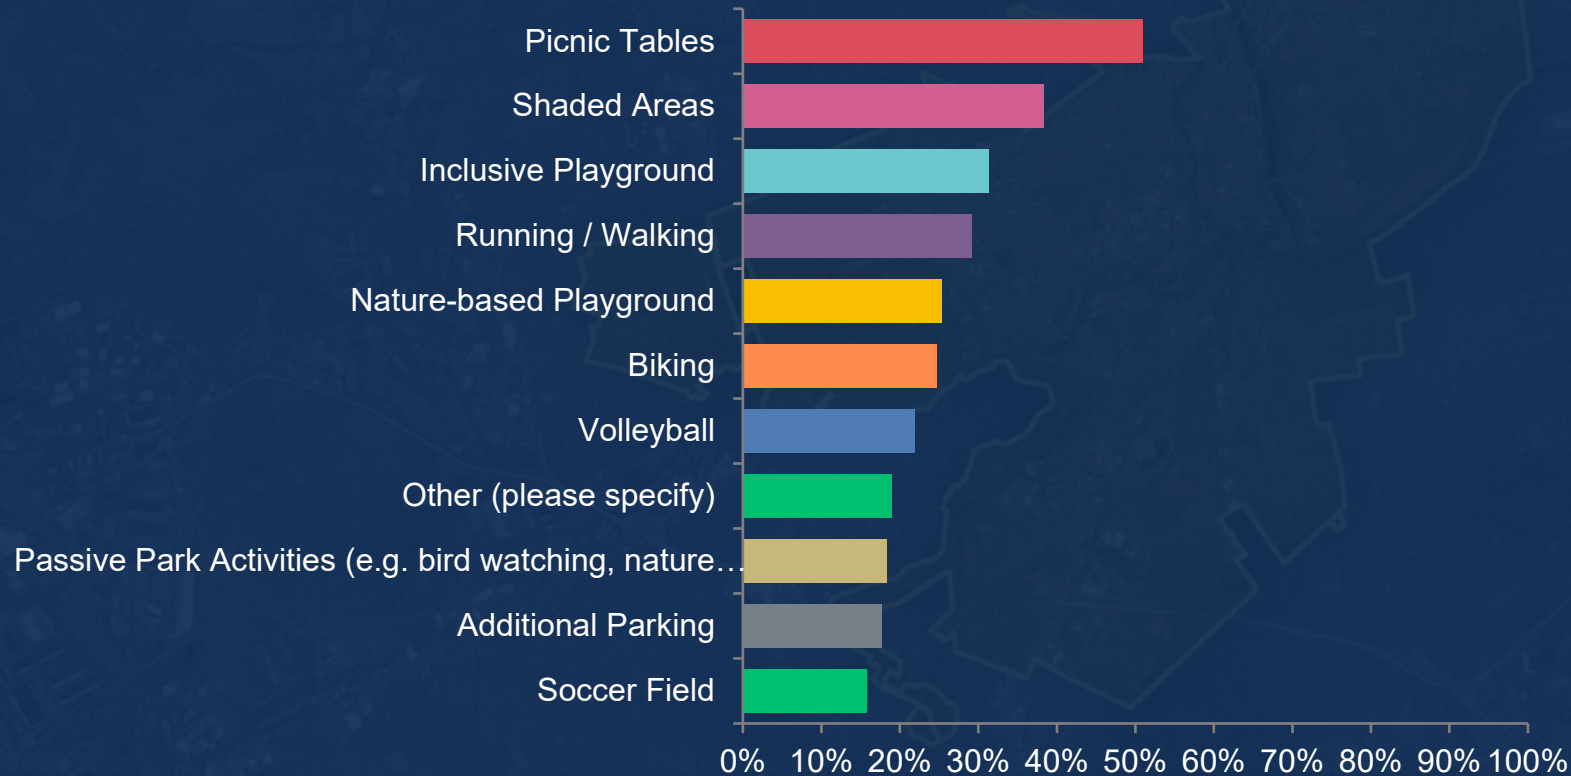 Picnic Tables
Shaded Areas
Inclusive Playground
Running / Walking
Nature-based Playground
Biking
Volleyball
Other (please specify)
Passive Park Activities (e.g. bird watching, nature…
Additional Parking
Soccer Field
0% 10% 20% 30% 40% 50% 60% 70% 80% 90% 100%